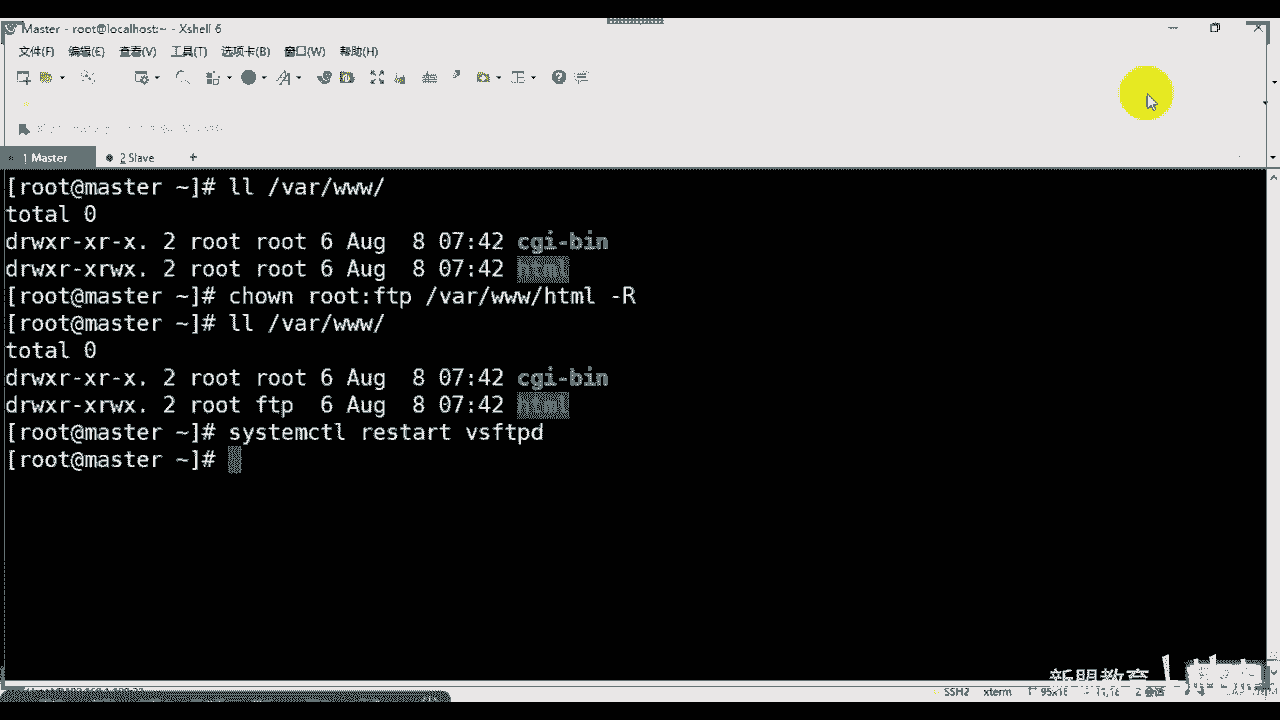 Master - root@localhost:~ - Xshell 6
文件(F) 编辑(E) 查看(V) 工具(T) 选项卡(B) 窗口(W) 帮助(H)
1 Master 2 Slave +
[root@master ~]# ll /var/www/
total 0
drwxr-xr-x. 2 root root 6 Aug  8 07:42 cgi-bin
drwxr-xrwx. 2 root root 6 Aug  8 07:42 html
[root@master ~]# chown root:ftp /var/www/html -R
[root@master ~]# ll /var/www/
total 0
drwxr-xr-x. 2 root root 6 Aug  8 07:42 cgi-bin
drwxr-xrwx. 2 root ftp  6 Aug  8 07:42 html
[root@master ~]# systemctl restart vsftpd
[root@master ~]#
新盟教育
SSH2 xterm